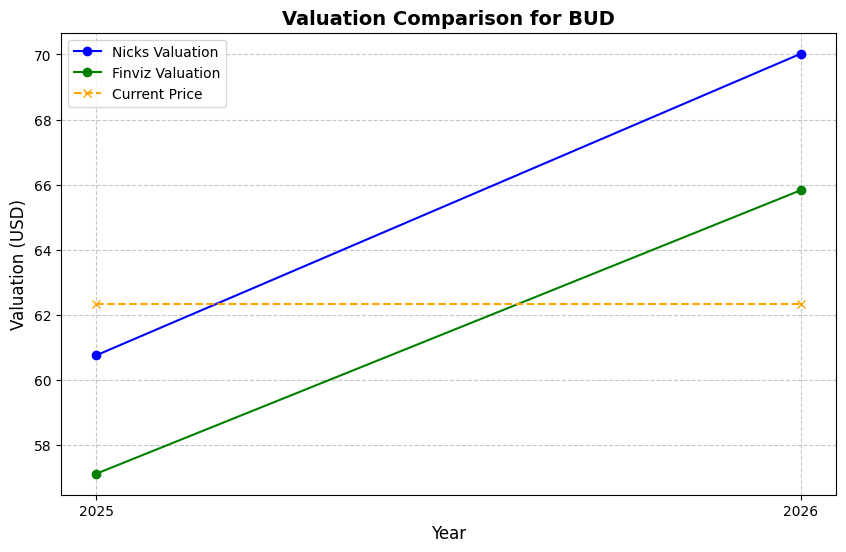 Valuation Comparison for BUD
Nicks Valuation
Finviz Valuation
Current Price
70
68
66
64
62
60
58
Valuation (USD)
2025
2026
Year